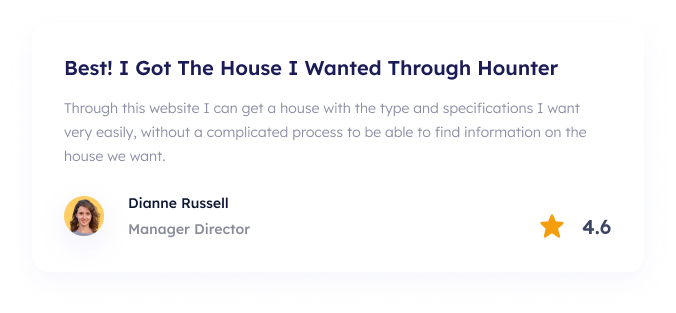 Best! I Got The House I Wanted Through Hounter
Through this website I can get a house with the type and specifications I want
very easily, without a complicated process to be able to find information on the
house we want.
Dianne Russell
Manager Director
4.6